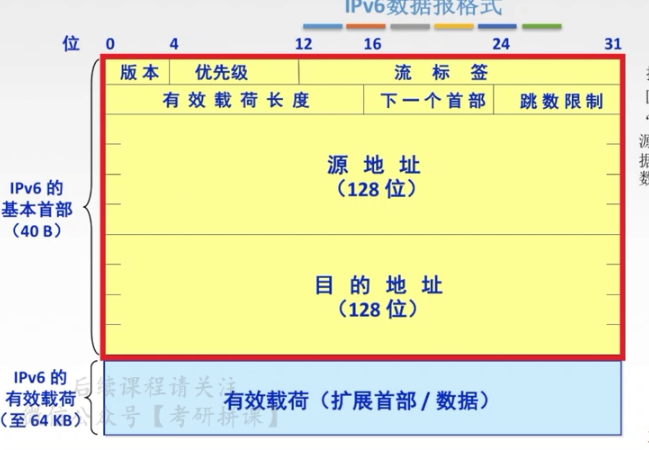 IPv6数据报格式
位 0 4 12 16 24 31
版本 优先级 流 标 签
有 效 载 荷 长 度 下一个首部 跳数限制
源 地 址
（128 位）
IPv6 的
基本首部
（40 B）
目 的 地 址
（128 位）
IPv6 的
有效载荷
（至 64 KB）
有效载荷（扩展首部 / 数据）
后续课程请关注
微信公众号【考研拼课】
源
据
数